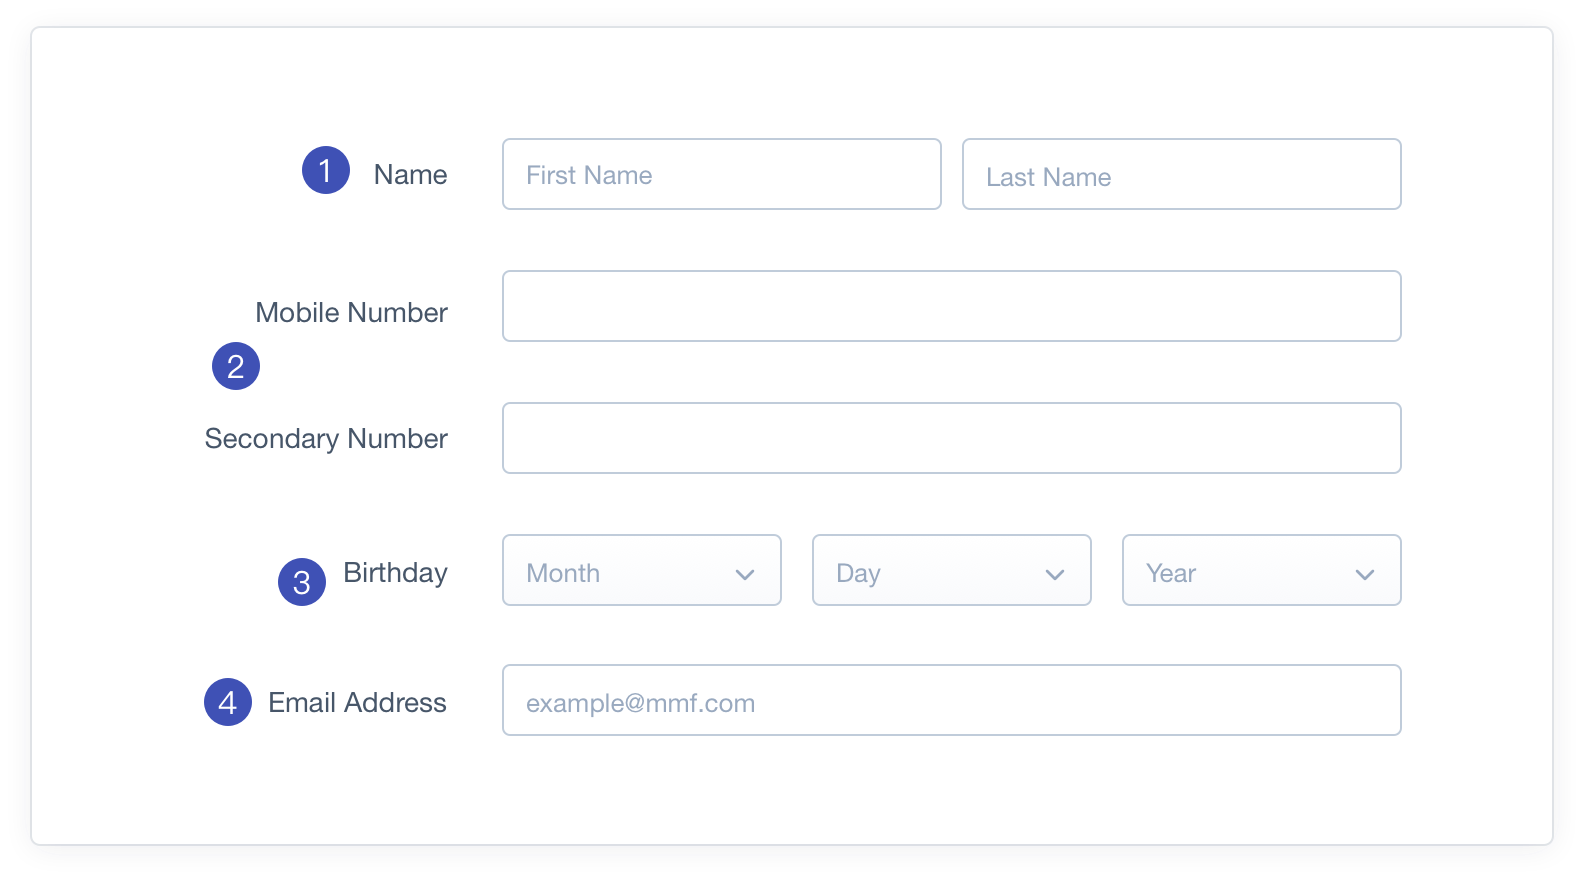 1 Name First Name Last Name
Mobile Number
2
Secondary Number
3 Birthday Month Day Year
4 Email Address example@mmf.com